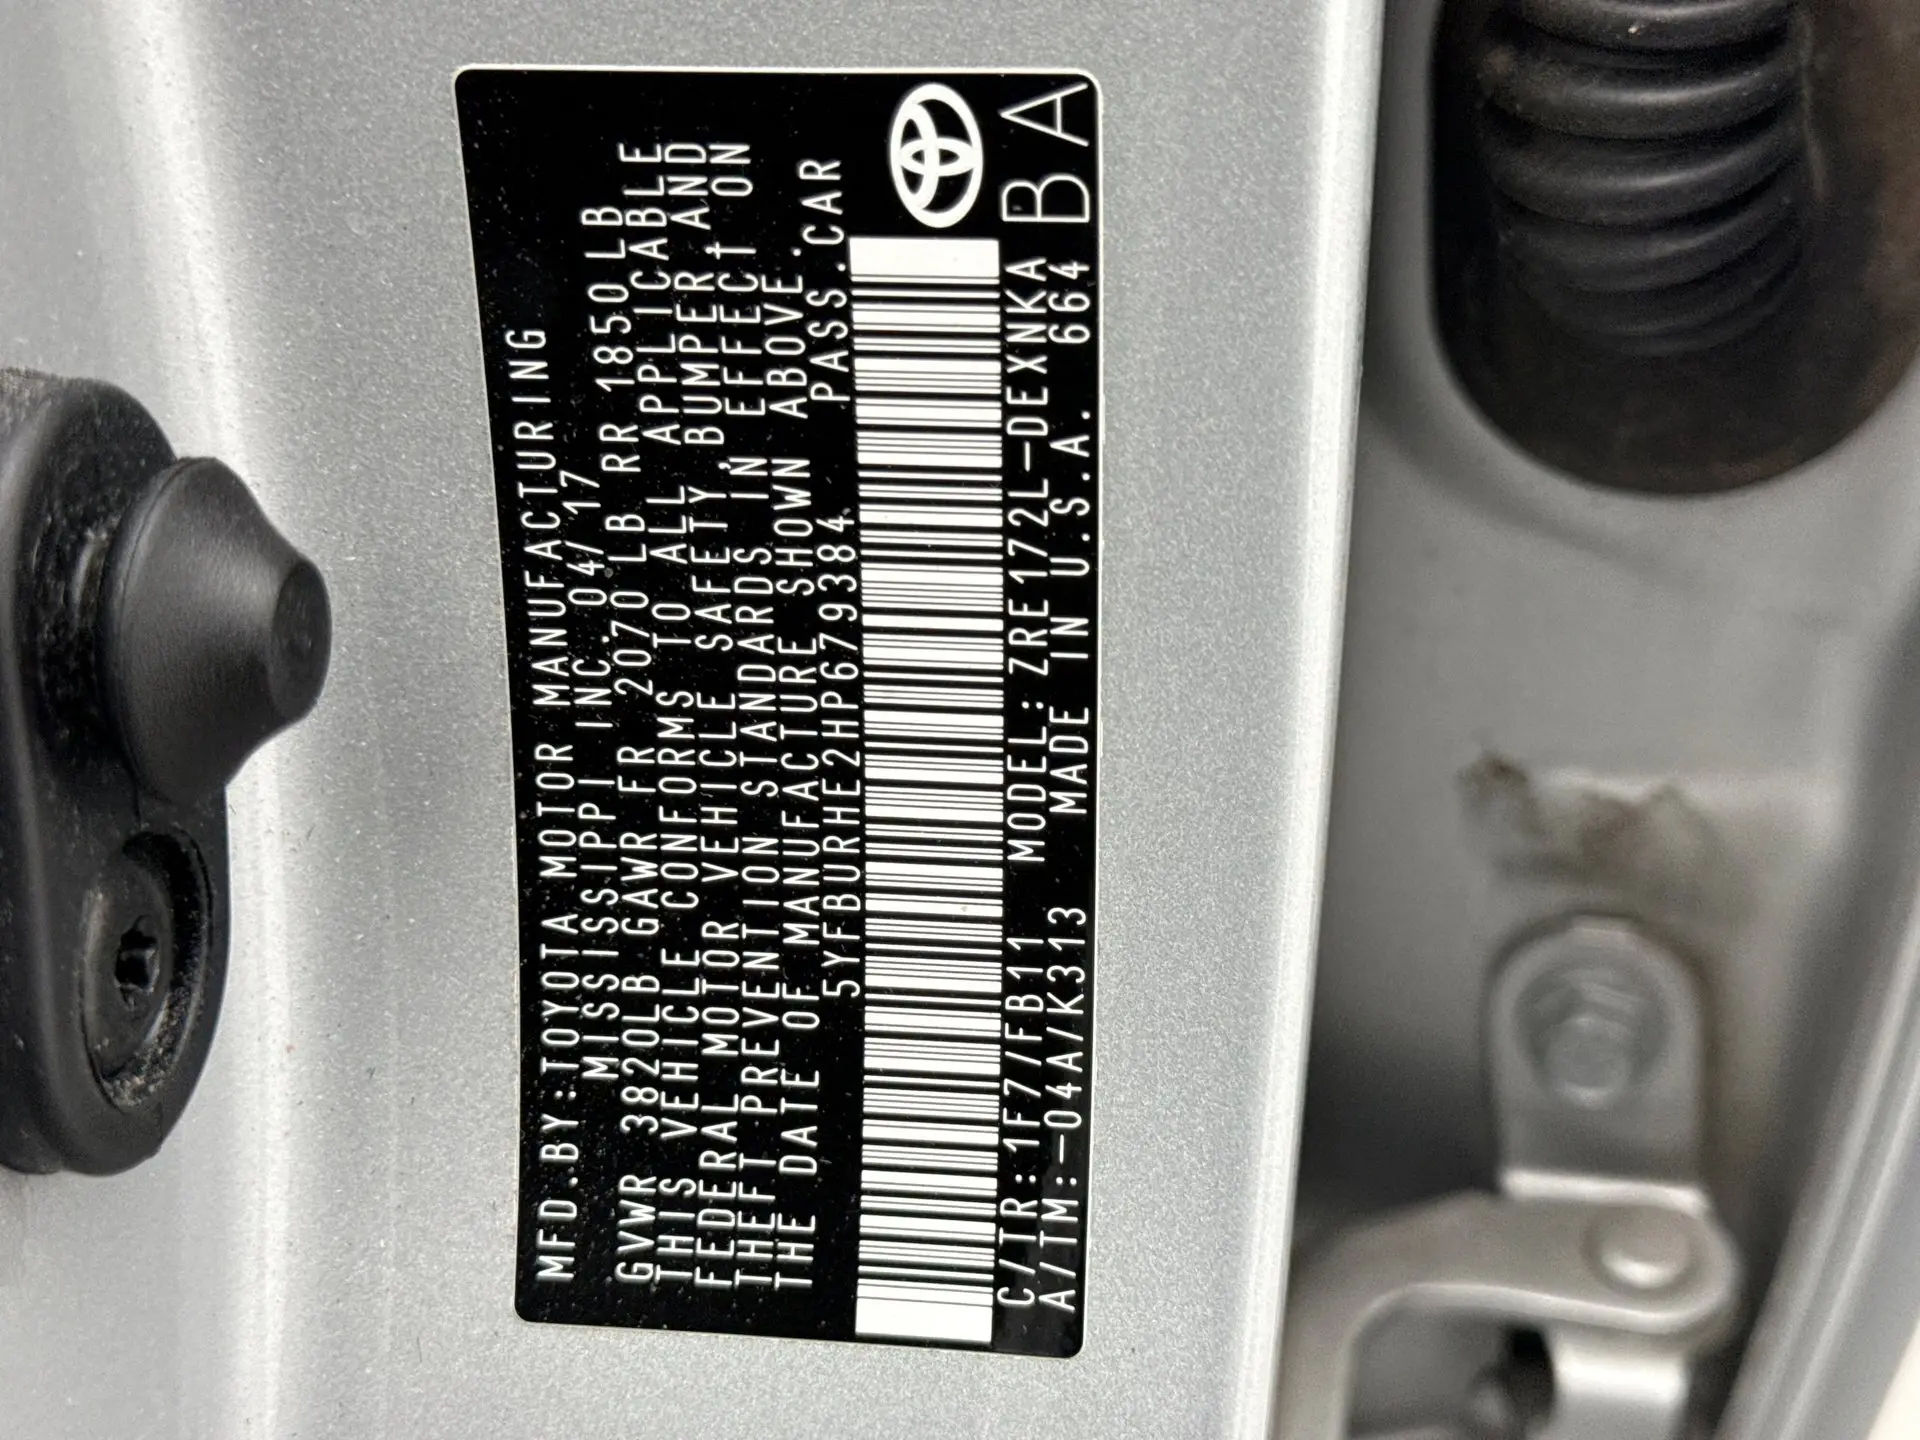 MFD.BY:TOYOTA MOTOR MANUFACTURING
MISSISSIPPI INC. 04/17
GVWR 3820LB GAWR FR 2070LB RR 1850LB
THIS VEHICLE CONFORMS TO ALL APPLICABLE
FEDERAL MOTOR VEHICLE SAFETY, BUMPER, AND
THEFT PREVENTION STANDARDS IN EFFECT ON
THE DATE OF MANUFACTURE SHOWN ABOVE.
5YFBURHE2HP679384 PASS.CAR
C/TR:1F7/FB11 MODEL:ZRE172L-DEXNKA
A/TM:-04A/K313 MADE IN U.S.A. 664
BA